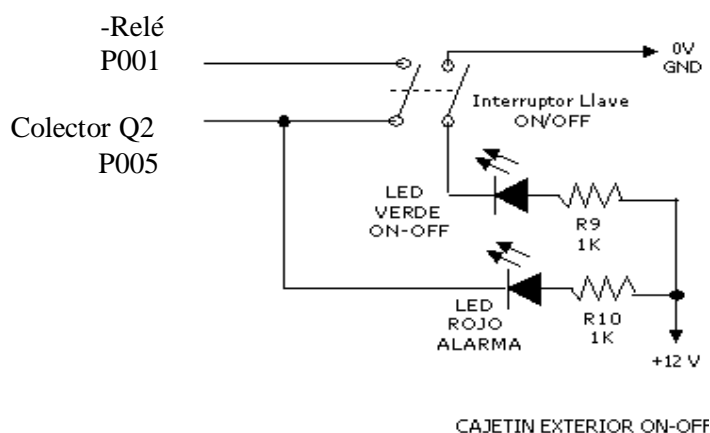 -Relé
P001
0V
GND
Interruptor Llave
ON/OFF
Colector Q2
P005
LED
VERDE
ON-OFF
R9
1K
LED
ROJO
ALARMA
R10
1K
+12 V
CAJETIN EXTERIOR ON-OFF